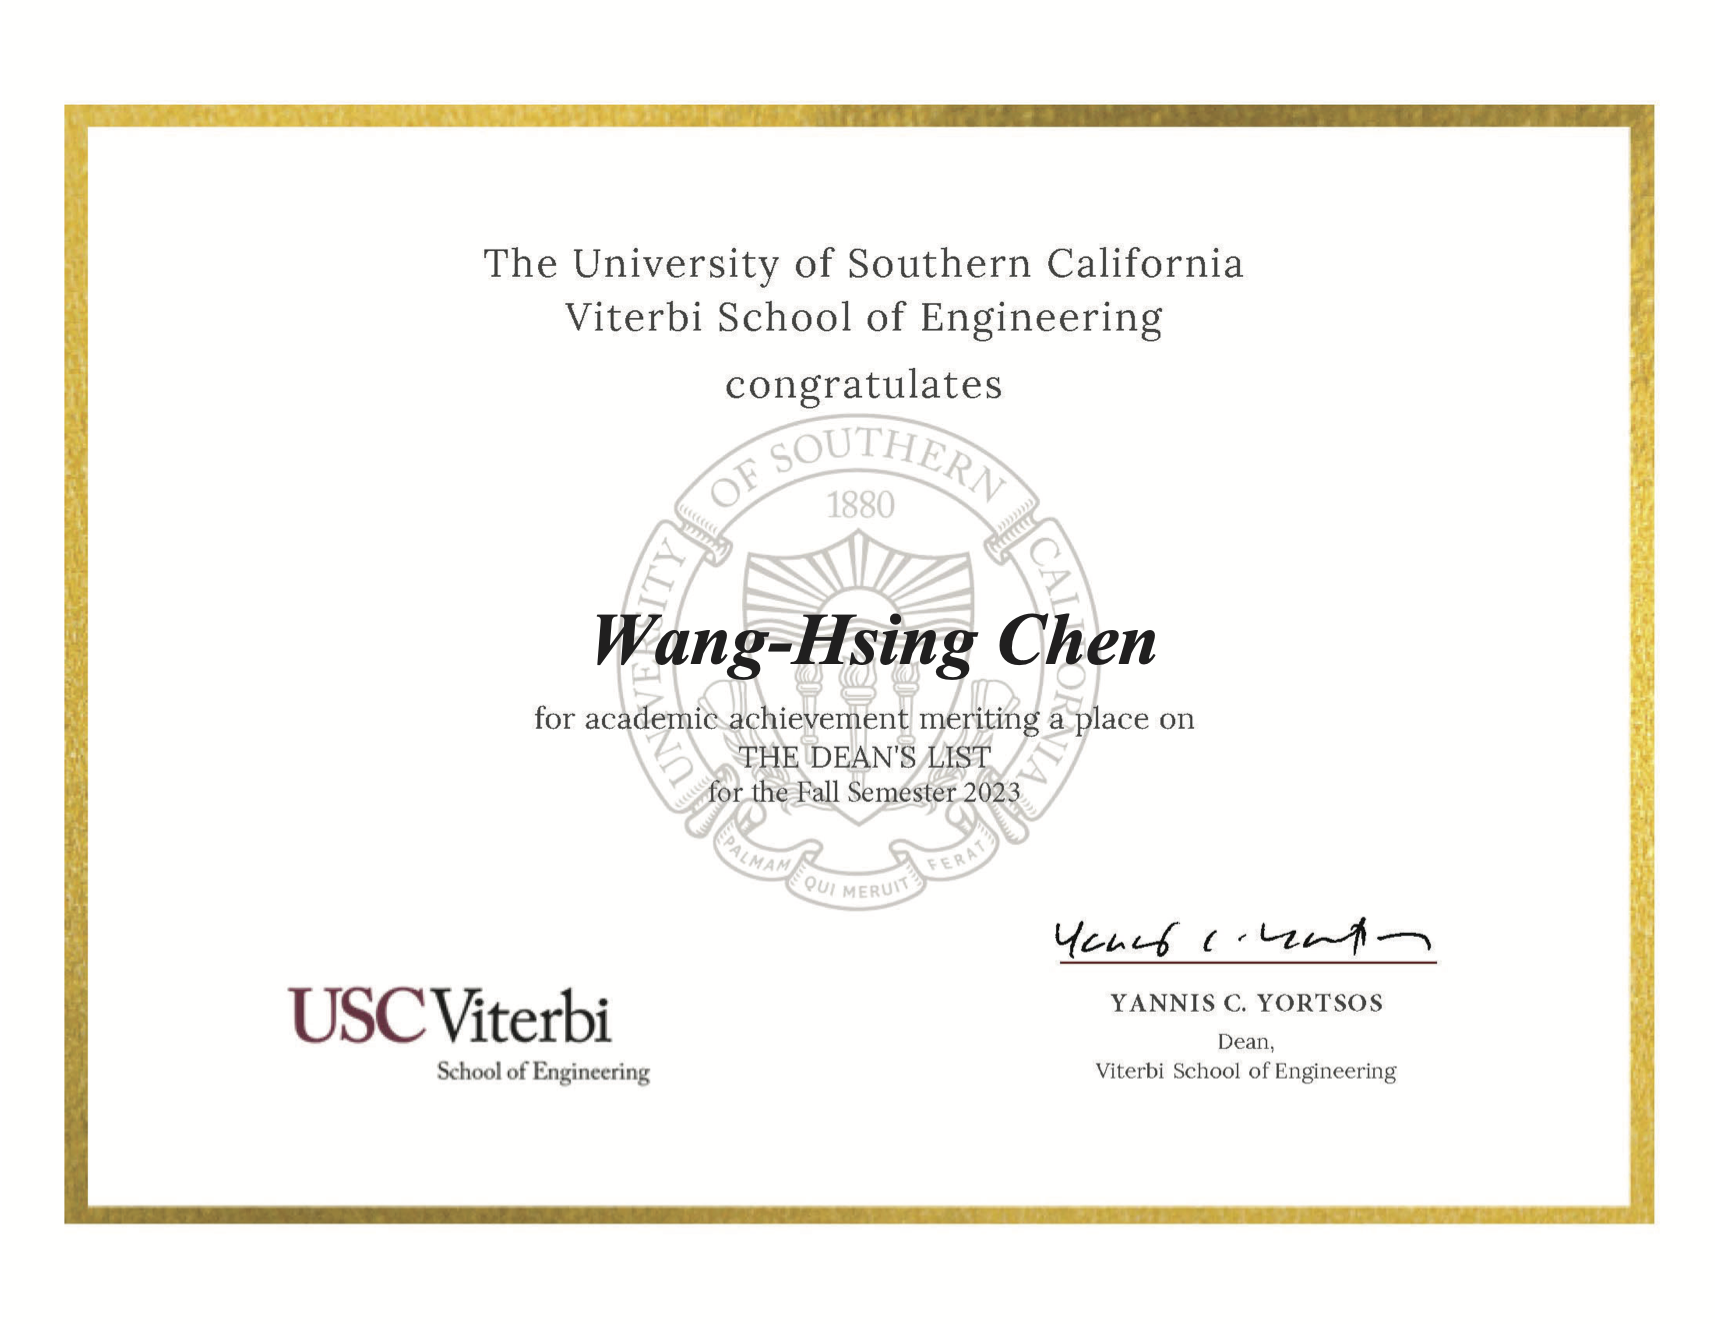 The University of Southern California
Viterbi School of Engineering
congratulates
UNIVERSITY OF SOUTHERN CALIFORNIA
1880
Wang-Hsing Chen
for academic achievement meriting a place on
THE DEAN'S LIST
for the Fall Semester 2023
PALMAM QUI MERUIT FERAT
Yannis C. Yortsos
USC Viterbi
School of Engineering
YANNIS C. YORTSOS
Dean,
Viterbi School of Engineering